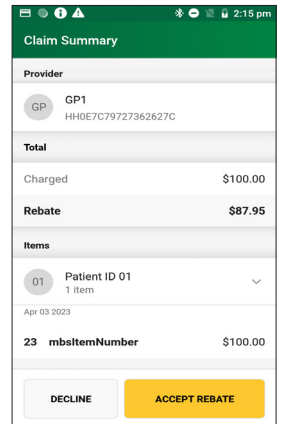 2:15 pm
Claim Summary
Provider
GP GP1
HH0E7C79727362627C
Total
Charged $100.00
Rebate $87.95
Items
01 Patient ID 01
1 item
Apr 03 2023
23 mbsItemNumber $100.00
DECLINE ACCEPT REBATE